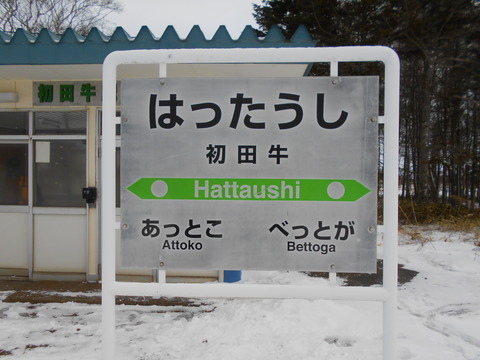 初田牛
はったうし
初田牛
Hattaushi
あっとこ べっとが
Attoko Bettoga